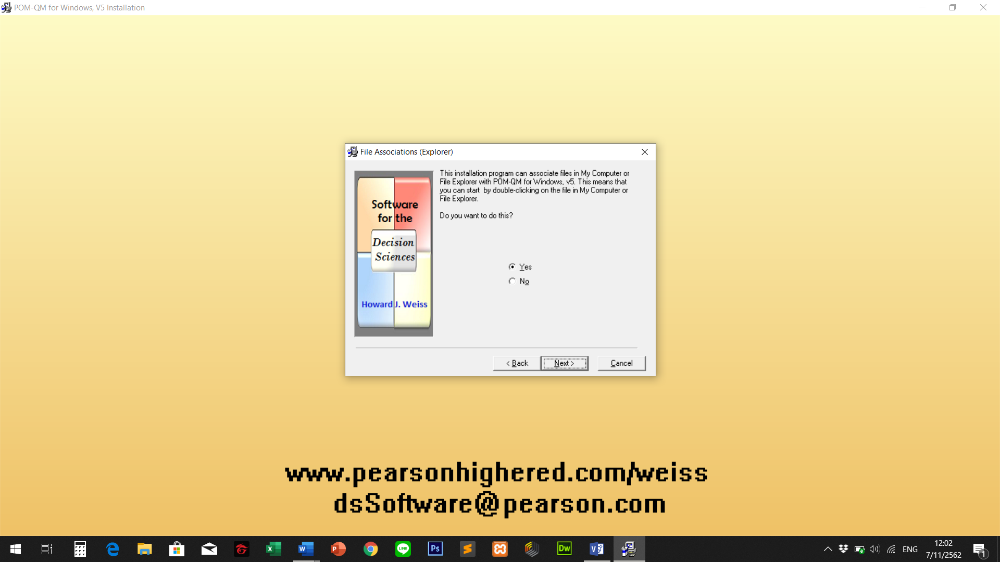 POM-QM for Windows, V5 Installation
File Associations (Explorer)
This installation program can associate files in My Computer or
File Explorer with POM-QM for Windows, v5. This means that
you can start  by double-clicking on the file in My Computer or
File Explorer.
Do you want to do this?
Software
for the
Decision
Sciences
Howard J. Weiss
Yes
No
< Back
Next >
Cancel
www.pearsonhighered.com/weiss
dsSoftware@pearson.com
LINE
Ps
Dw
ENG
12:02
7/11/2562
1